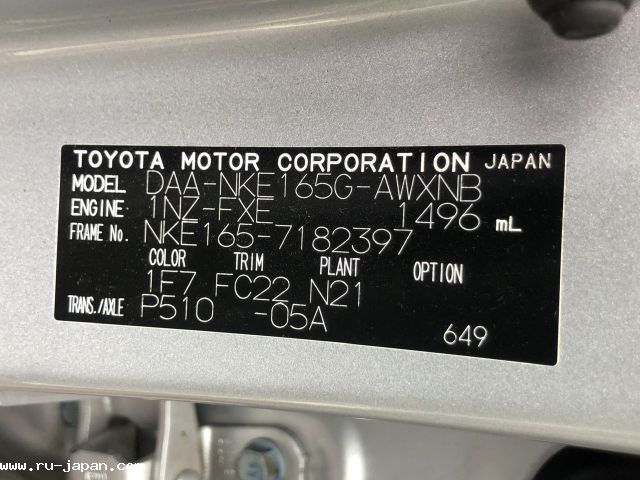 TOYOTA MOTOR CORPORATION JAPAN
MODEL DAA-NKE165G-AWXNB
ENGINE 1NZ-FXE 1496 mL
FRAME No. NKE165-7182397
COLOR TRIM PLANT OPTION
1F7 FC22 N21
TRANS./AXLE P510 -05A
649
www.ru-japan.com